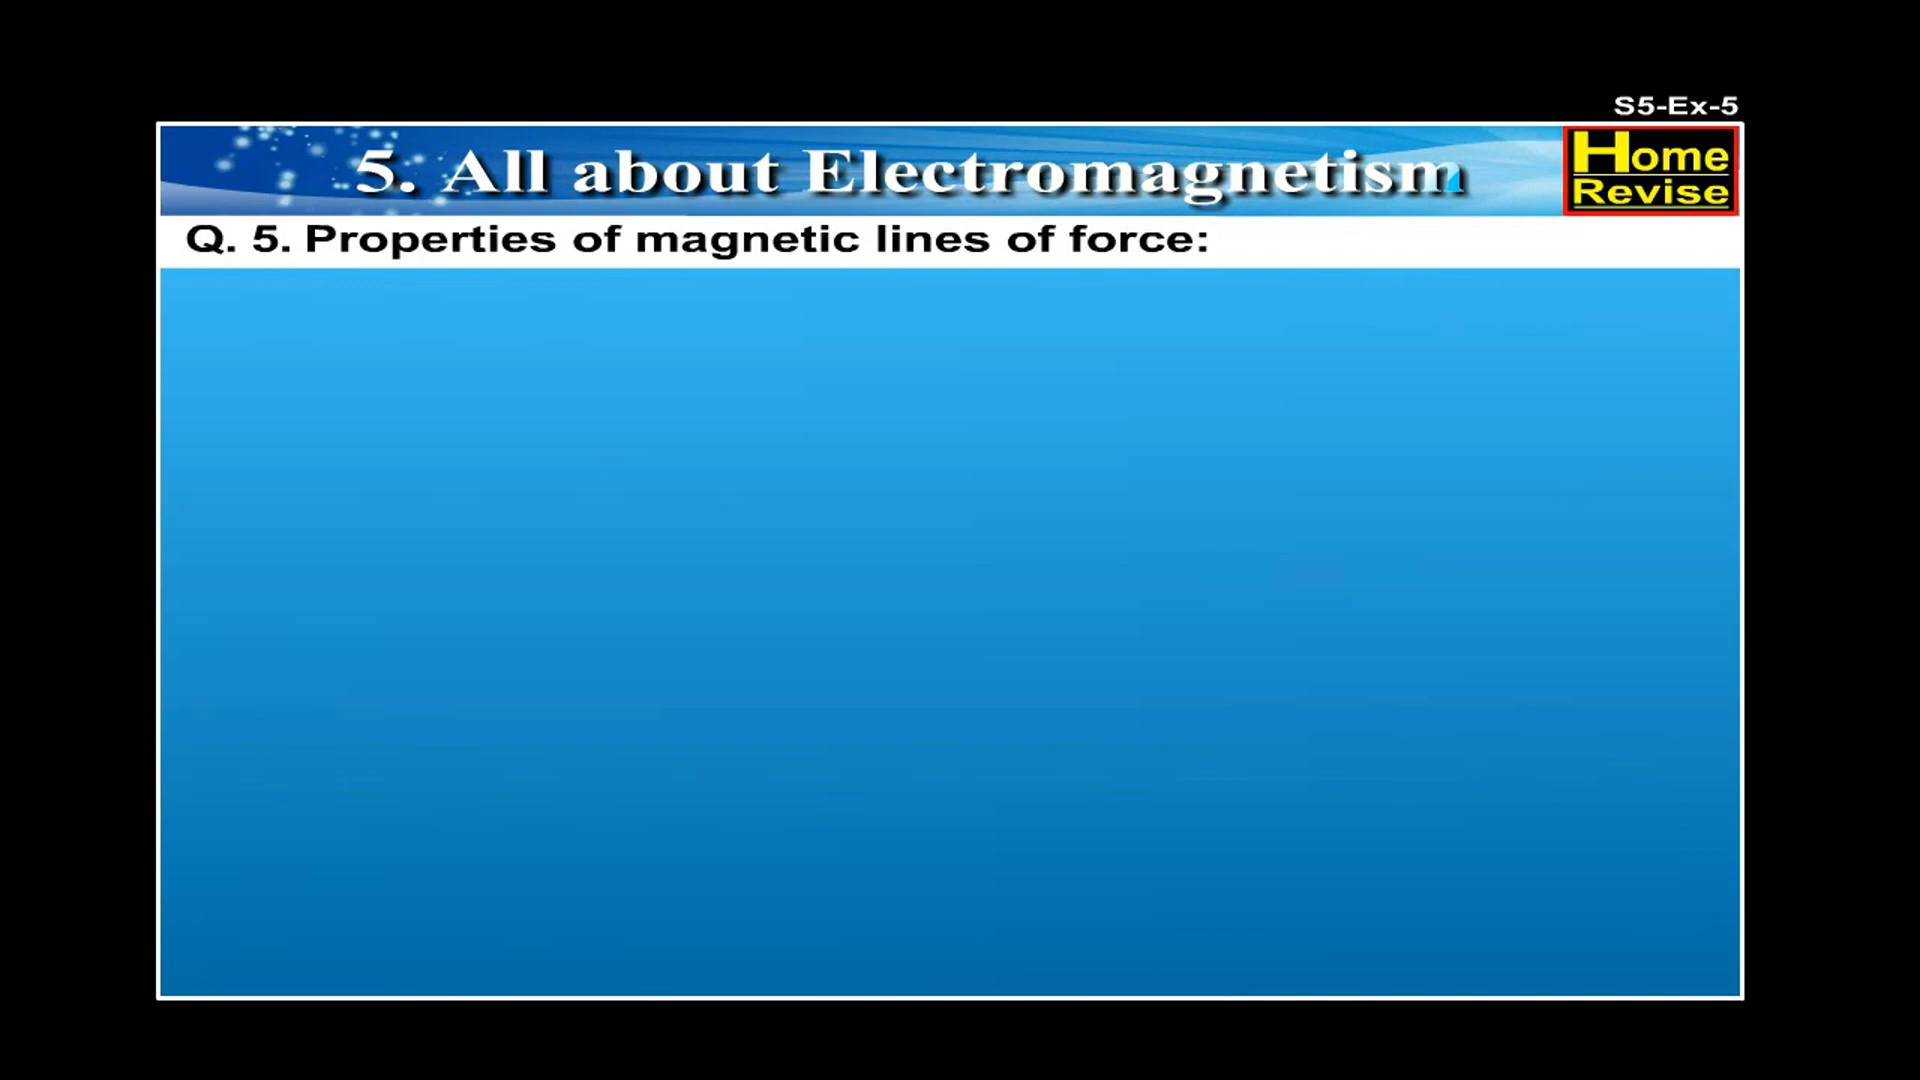 S5-Ex-5
5. All about Electromagnetism
Home
Revise
Q. 5. Properties of magnetic lines of force: